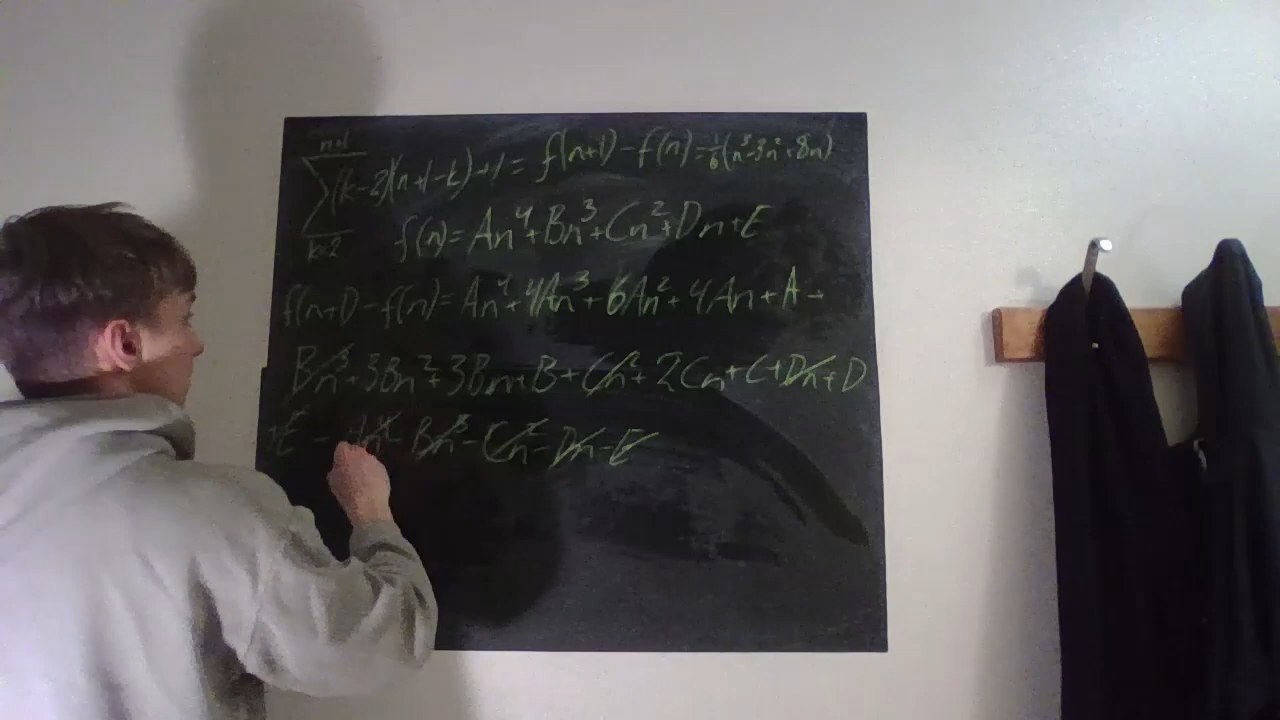 n+1
∑ (k-2)(n+1-k)+1 = f(n+1) - f(n) = 1/6(n³-3n²+8n)
k=2
f(n) = An⁴+Bn³+Cn²+Dn+E
f(n+1) - f(n) = An⁴+4An³+6An²+4An+A+
Bn³+3Bn²+3Bn+B+Cn²+2Cn+C+Dn+D
+E - An⁴ - Bn³ - Cn² - Dn - E